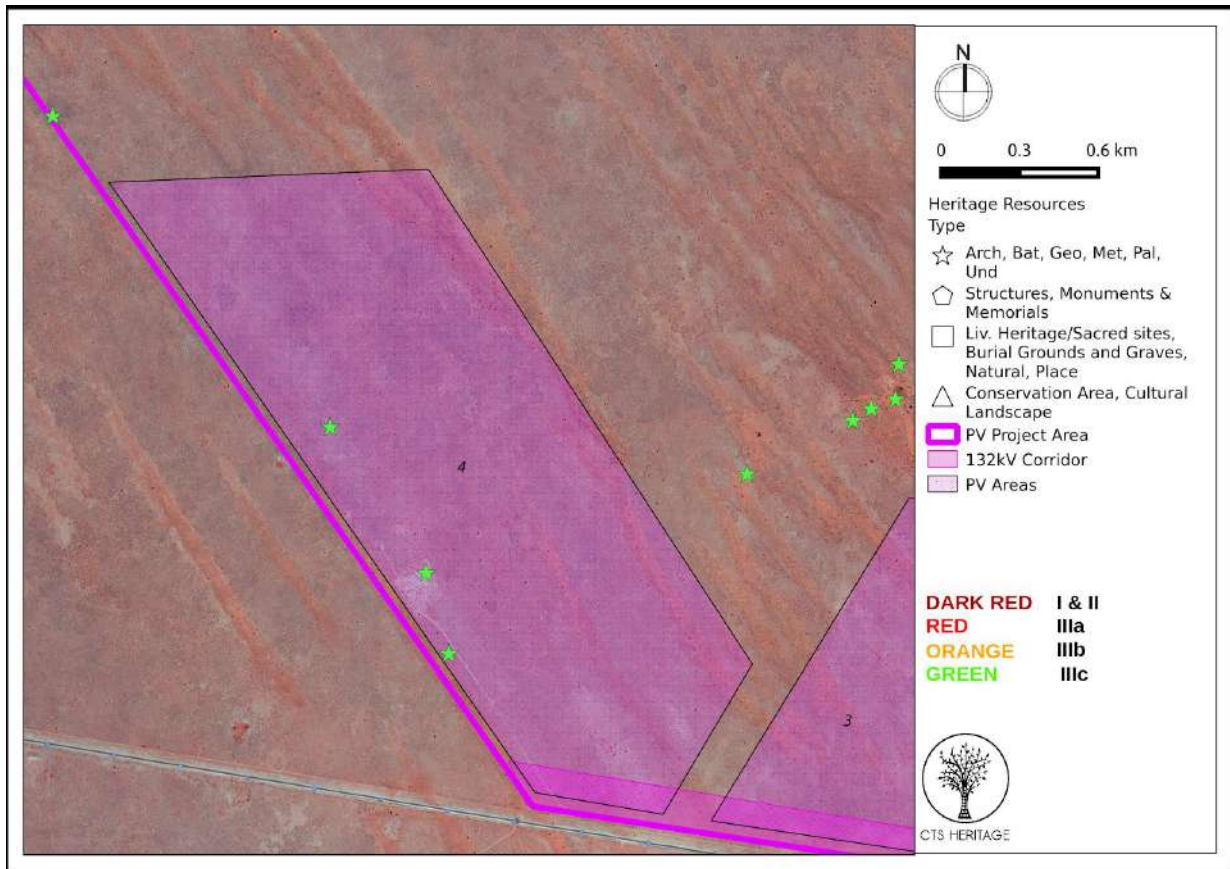 4
3
N
0 0.3 0.6 km
Heritage Resources
Type
Arch, Bat, Geo, Met, Pal,
Und
Structures, Monuments &
Memorials
Liv. Heritage/Sacred sites,
Burial Grounds and Graves,
Natural, Place
Conservation Area, Cultural
Landscape
PV Project Area
132kV Corridor
PV Areas
DARK RED I & II
RED IIIa
ORANGE IIIb
GREEN IIIc
CTS HERITAGE